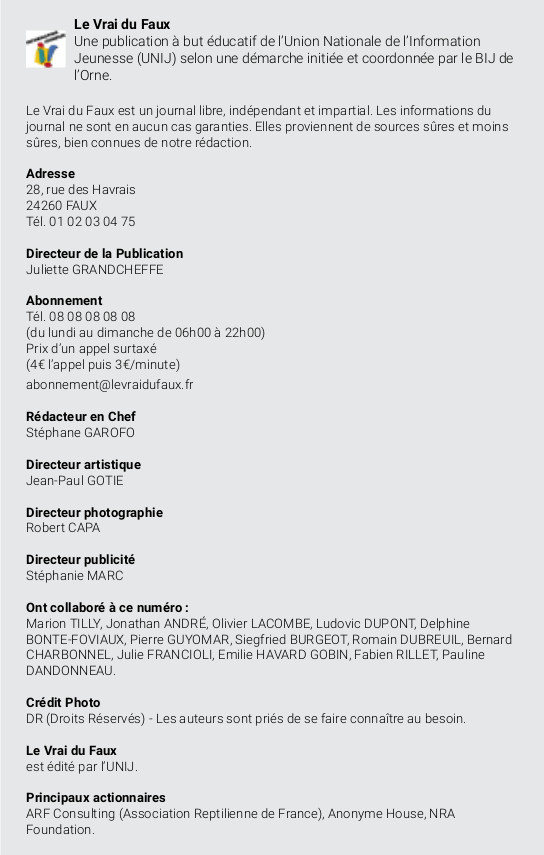 Le Vrai du Faux
Une publication à but éducatif de l'Union Nationale de l'Information
Jeunesse (UNIJ) selon une démarche initiée et coordonnée par le BIJ de
l'Orne.
Le Vrai du Faux est un journal libre, indépendant et impartial. Les informations du
journal ne sont en aucun cas garanties. Elles proviennent de sources sûres et moins
sûres, bien connues de notre rédaction.
Adresse
28, rue des Havrais
24260 FAUX
Tél. 01 02 03 04 75
Directeur de la Publication
Juliette GRANDCHEFFE
Abonnement
Tél. 08 08 08 08 08
(du lundi au dimanche de 06h00 à 22h00)
Prix d'un appel surtaxé
(4€ l'appel puis 3€/minute)
abonnement@levraidufaux.fr
Rédacteur en Chef
Stéphane GAROFO
Directeur artistique
Jean-Paul GOTIE
Directeur photographie
Robert CAPA
Directeur publicité
Stéphanie MARC
Ont collaboré à ce numéro :
Marion TILLY, Jonathan ANDRÉ, Olivier LACOMBE, Ludovic DUPONT, Delphine
BONTE-FOVIAUX, Pierre GUYOMAR, Siegfried BURGEOT, Romain DUBREUIL, Bernard
CHARBONNEL, Julie FRANCIOLI, Emilie HAVARD GOBIN, Fabien RILLET, Pauline
DANDONNEAU.
Crédit Photo
DR (Droits Réservés) - Les auteurs sont priés de se faire connaître au besoin.
Le Vrai du Faux
est édité par l'UNIJ.
Principaux actionnaires
ARF Consulting (Association Reptilienne de France), Anonyme House, NRA
Foundation.